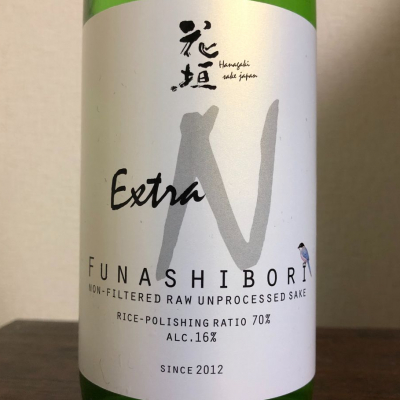 花垣
Hanagaki
sake japan
N
Extra
FUNASHIBORI
NON-FILTERED RAW UNPROCESSED SAKE
RICE-POLISHING RATIO 70%
ALC.16%
SINCE 2012